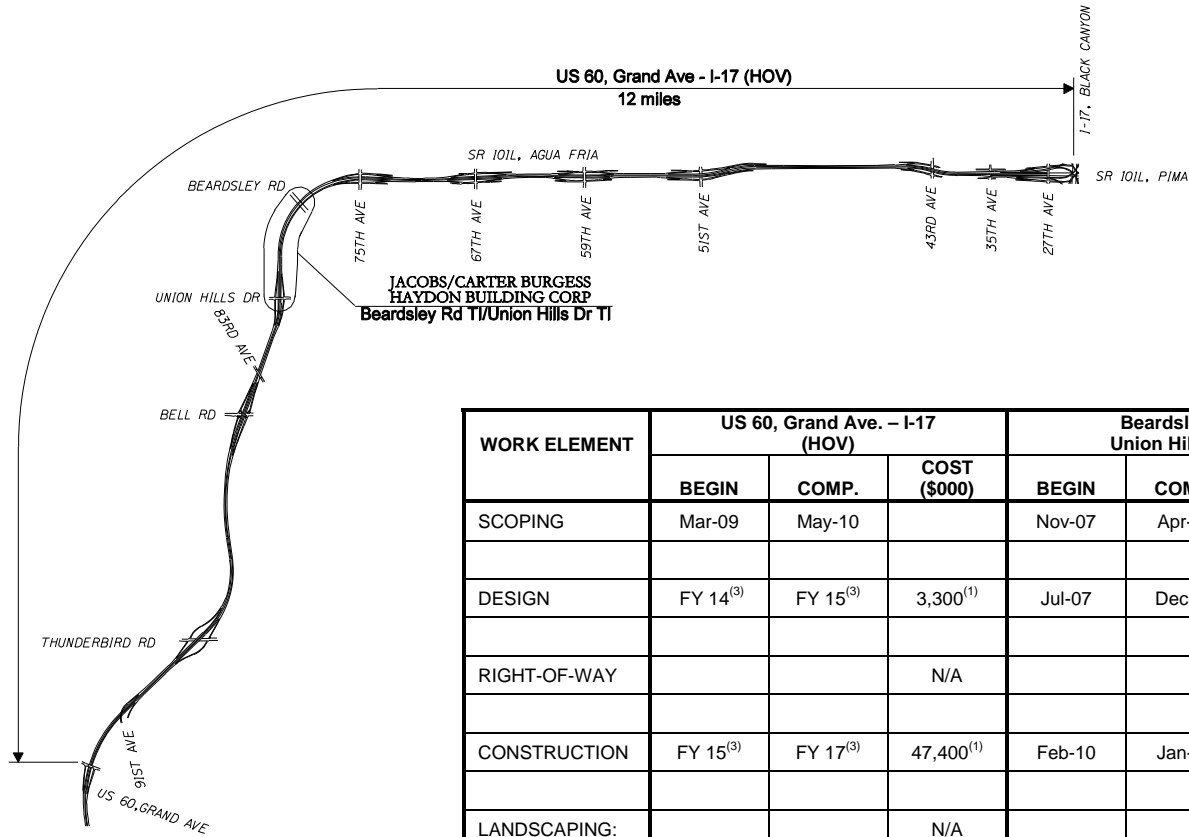 US 60, Grand Ave - I-17 (HOV)
12 miles
I-17, BLACK CANYON
SR 101L, AGUA FRIA
SR 101L, PIMA
BEARDSLEY RD
75TH AVE
67TH AVE
59TH AVE
51ST AVE
43RD AVE
35TH AVE
27TH AVE
JACOBS/CARTER BURGESS
HAYDON BUILDING CORP
Beardsley Rd TI/Union Hills Dr TI
UNION HILLS DR
83RD AVE
BELL RD
THUNDERBIRD RD
91ST AVE
US 60, GRAND AVE
WORK ELEMENT
US 60, Grand Ave. – I-17
(HOV)
Union Hil
BEGIN COMP. COST
($000) BEGIN
SCOPING Mar-09 May-10 Nov-07
DESIGN FY 14(3) FY 15(3) 3,300(1) Jul-07
RIGHT-OF-WAY N/A
CONSTRUCTION FY 15(3) FY 17(3) 47,400(1) Feb-10
LANDSCAPING: N/A